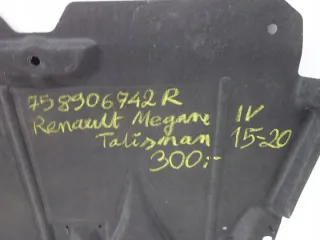 758906742R
Renault Megane IV
Talisman 15-20
300:-